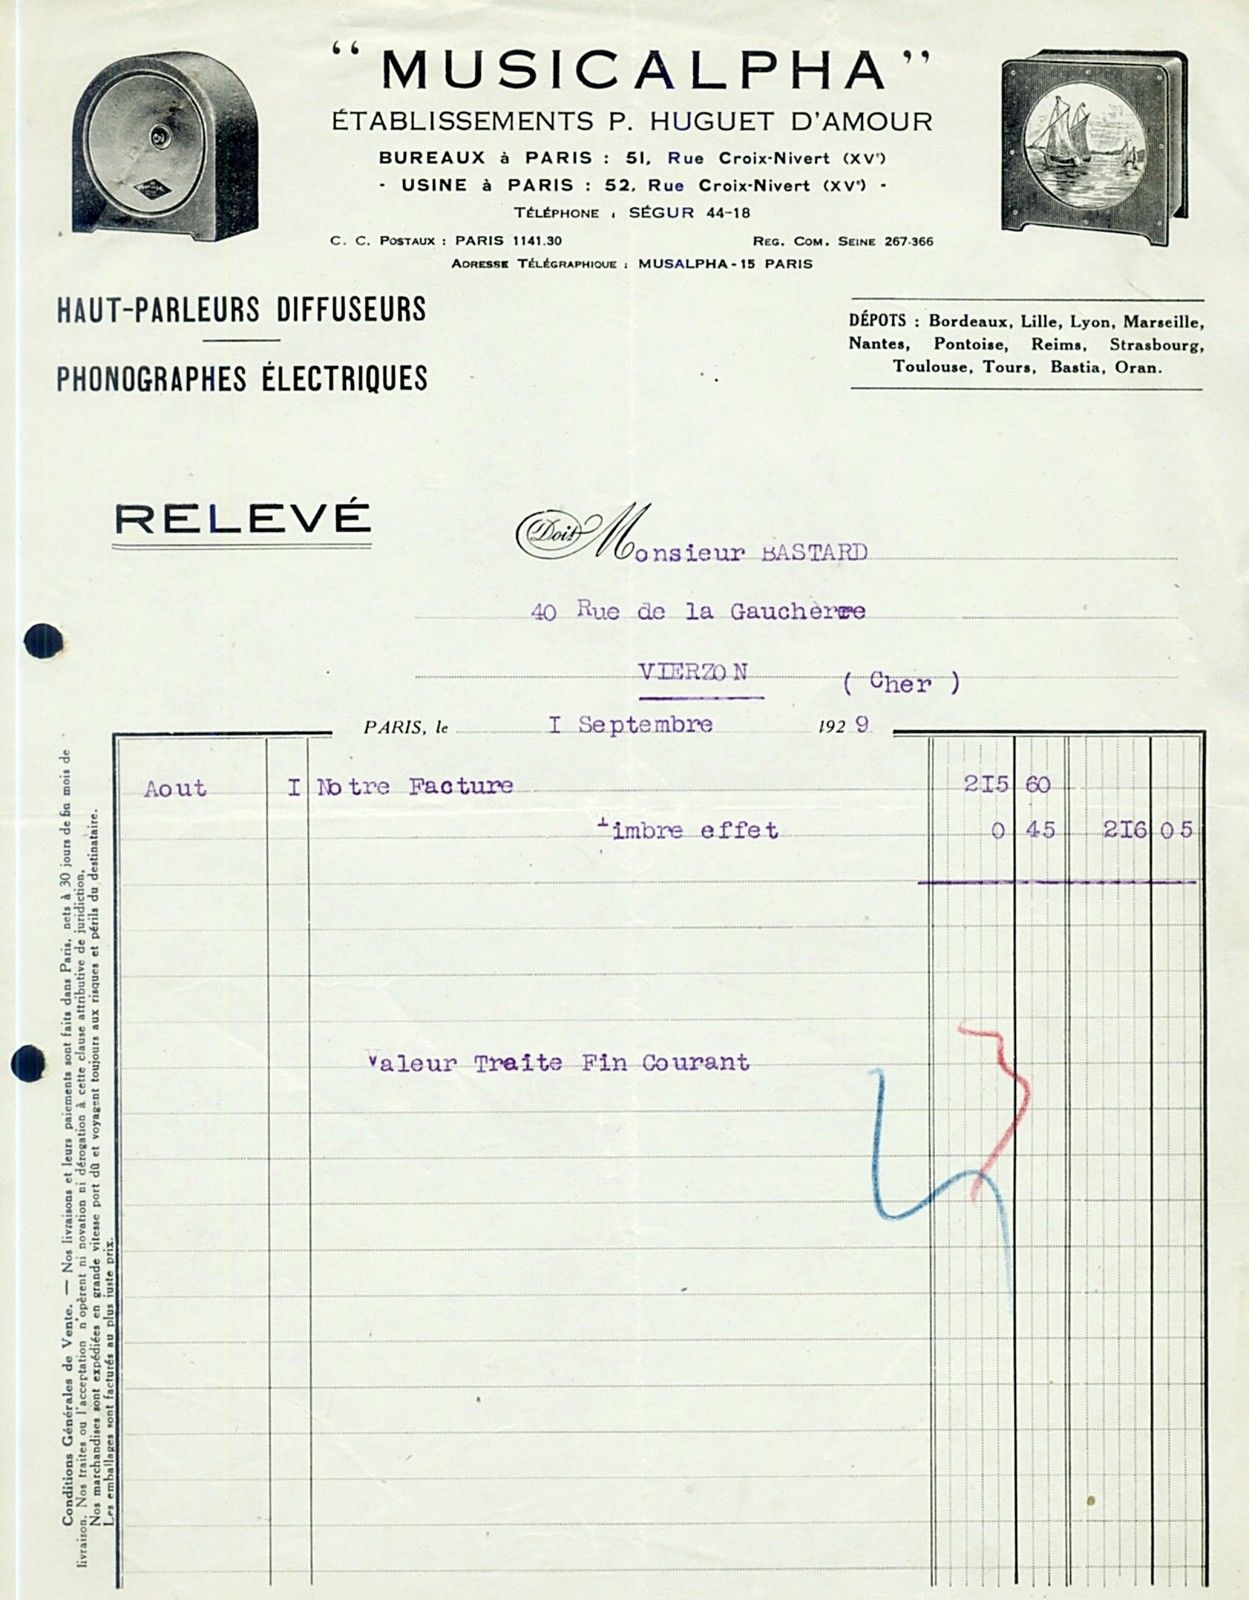 “MUSICALPHA”
ÉTABLISSEMENTS P. HUGUET D'AMOUR
BUREAUX à PARIS : 51, Rue Croix-Nivert (XVᵉ)
- USINE à PARIS : 52, Rue Croix-Nivert (XVᵉ) -
TÉLÉPHONE : SÉGUR 44-18
C. C. POSTAUX : PARIS 1141.30 REG. COM. SEINE 267-366
ADRESSE TÉLÉGRAPHIQUE : MUSALPHA-15 PARIS
HAUT-PARLEURS DIFFUSEURS
PHONOGRAPHES ÉLECTRIQUES
DÉPOTS : Bordeaux, Lille, Lyon, Marseille,
Nantes, Pontoise, Reims, Strasbourg,
Toulouse, Tours, Bastia, Oran.
RELEVÉ
Doit Monsieur BASTARD
40 Rue de la Gauchèrre
VIERZON ( Cher )
PARIS, le I Septembre 1929
Aout I Notre Facture 2I5 60
Timbre effet 0 45 2I6 05
Valeur Traite Fin Courant
Conditions Générales de Vente. — Nos livraisons et leurs paiements sont faits dans Paris, nets à 30 jours de fin mois de
livraison. Nos traites ou l'acceptation n'opèrent ni novation ni dérogation à cette clause attributive de juridiction.
Nos marchandises sont expédiées en grande vitesse port dû et voyagent toujours aux risques et périls du destinataire.
Les emballages sont facturés au plus juste prix.